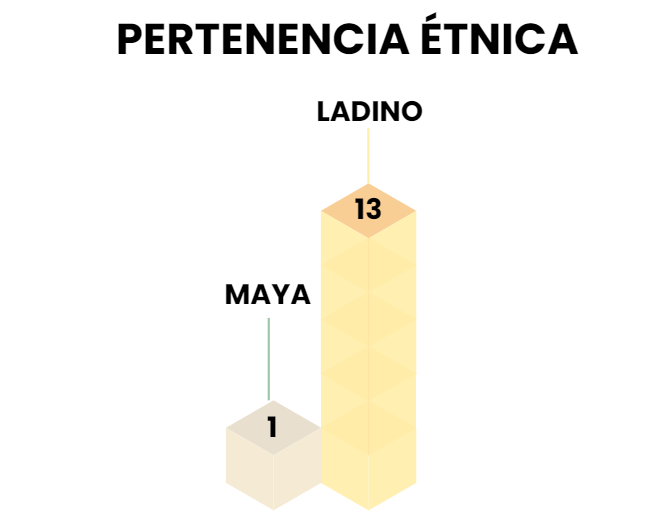 PERTENENCIA ÉTNICA
LADINO
13
MAYA
1